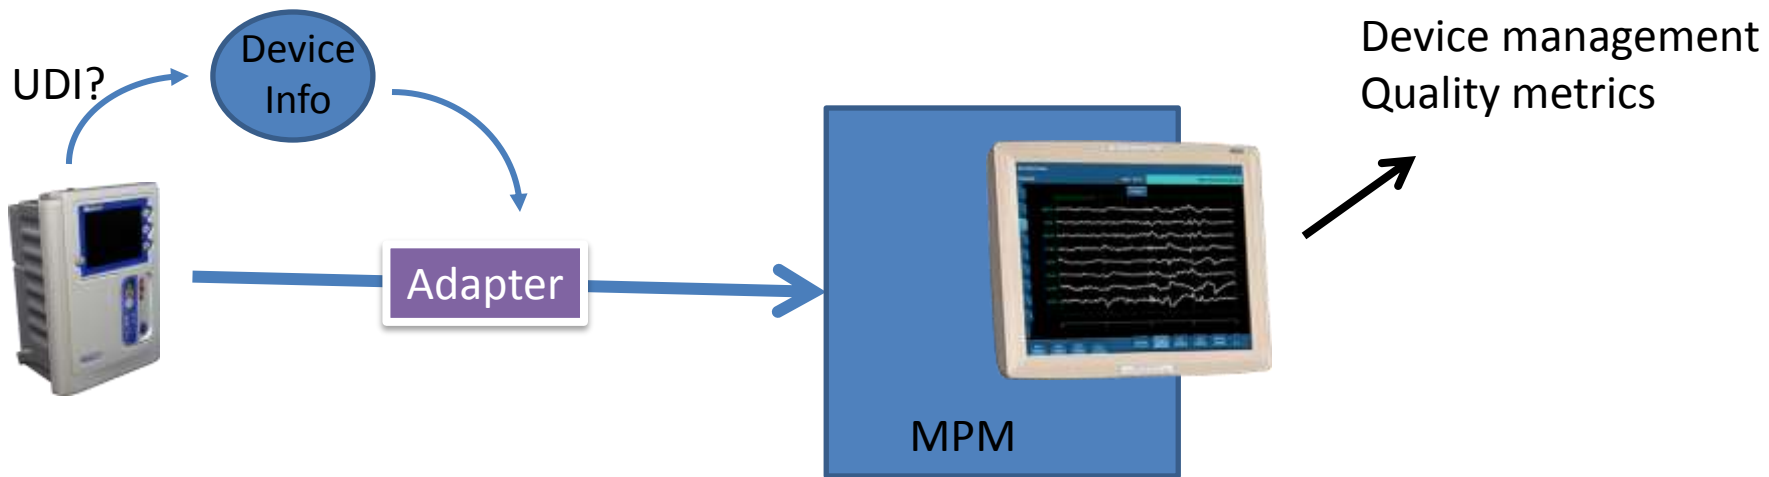 UDI?
Device
Info
Adapter
MPM
Device management
Quality metrics